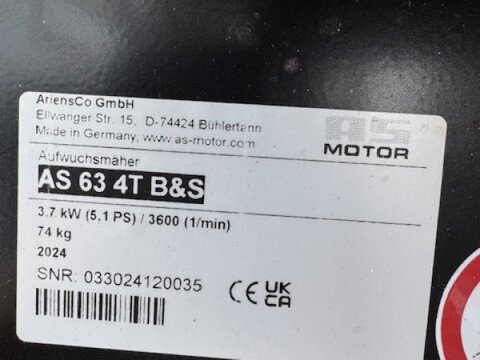 AriensCo GmbH
Ellwanger Str. 15, D-74424 Bühlertann
Made in Germany, www.as-motor.com
AS
MOTOR
Aufwuchsmäher
AS 63 4T B&S
3.7 kW (5,1 PS) / 3600 (1/min)
74 kg
2024
SNR: 033024120035
CE UK
CA